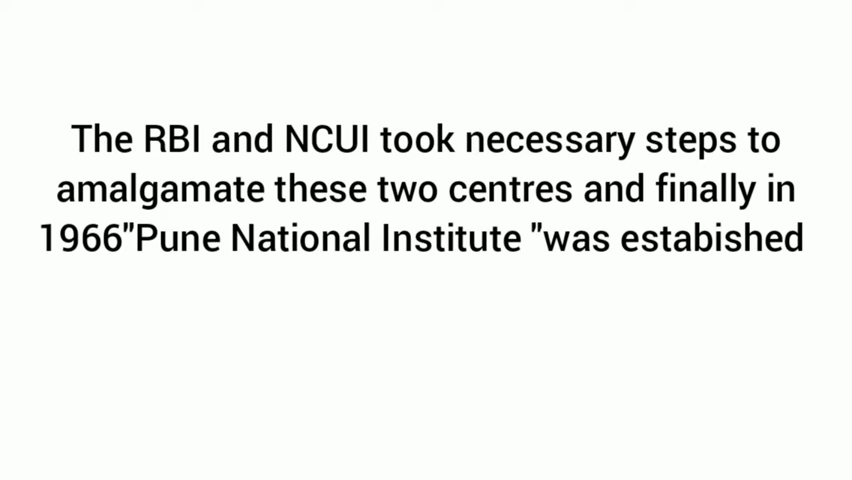 The RBI and NCUI took necessary steps to
amalgamate these two centres and finally in
1966"Pune National Institute "was estabished